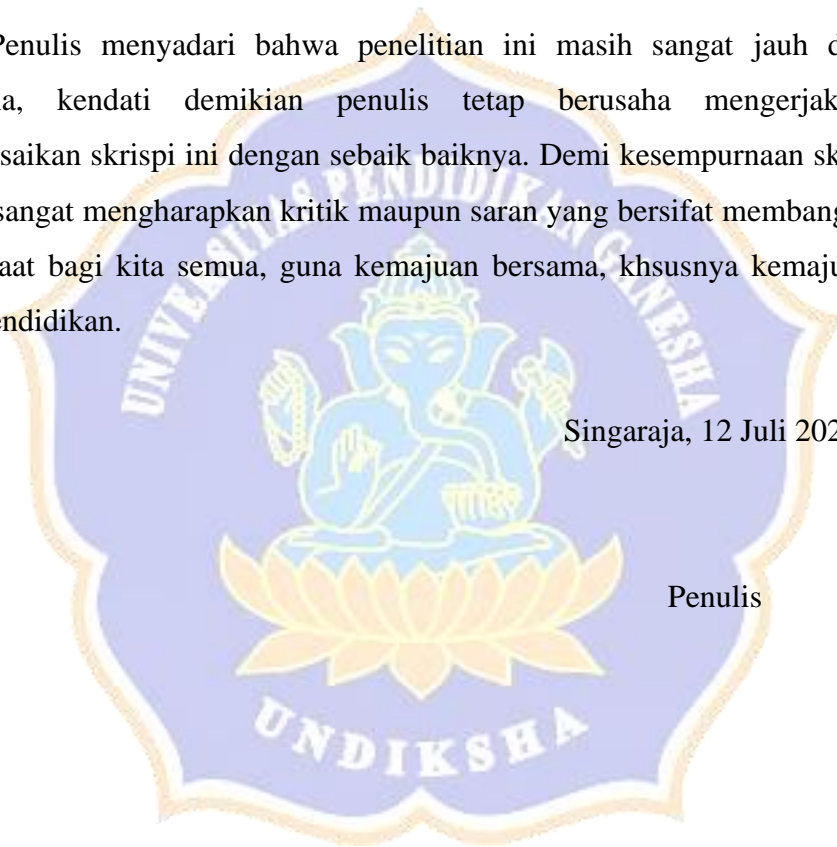 Penulis menyadari bahwa penelitian ini masih sangat jauh d
a, kendati demikian penulis tetap berusaha mengerjak
saikan skrispi ini dengan sebaik baiknya. Demi kesempurnaan sk
sangat mengharapkan kritik maupun saran yang bersifat membang
aat bagi kita semua, guna kemajuan bersama, khsusnya kemaju
endidikan.
UNIVERSITAS PENDIDIKAN GANESHA
Singaraja, 12 Juli 202
Penulis
UNDIKSHA